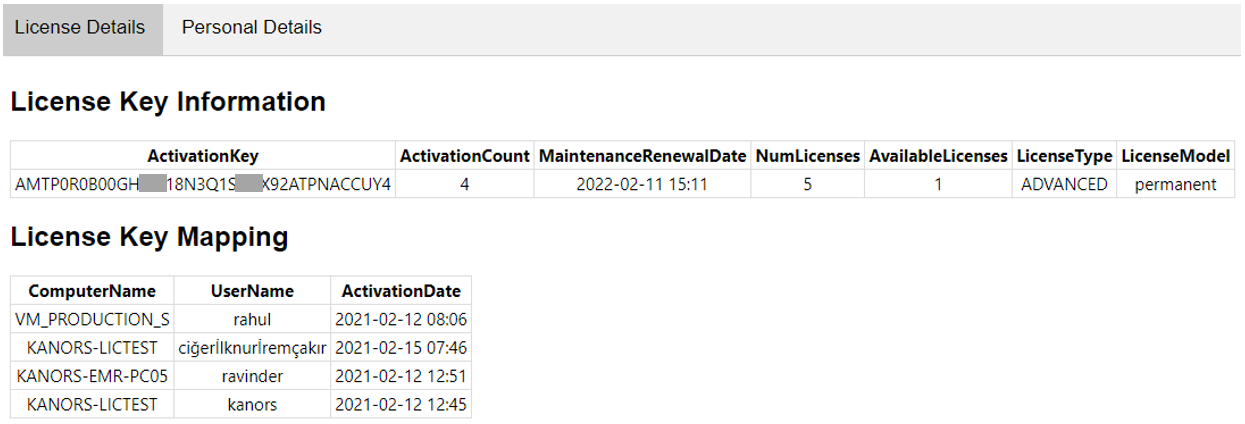 License Details Personal Details
License Key Information
ActivationKey ActivationCount MaintenanceRenewalDate NumLicenses AvailableLicenses LicenseType LicenseModel
AMTP0R0B00GH 18N3Q1S X92ATPNACCUY4 4 2022-02-11 15:11 5 1 ADVANCED permanent
License Key Mapping
ComputerName UserName ActivationDate
VM_PRODUCTION_S rahul 2021-02-12 08:06
KANORS-LICTEST ciğerİlknurİremçakır 2021-02-15 07:46
KANORS-EMR-PC05 ravinder 2021-02-12 12:51
KANORS-LICTEST kanors 2021-02-12 12:45